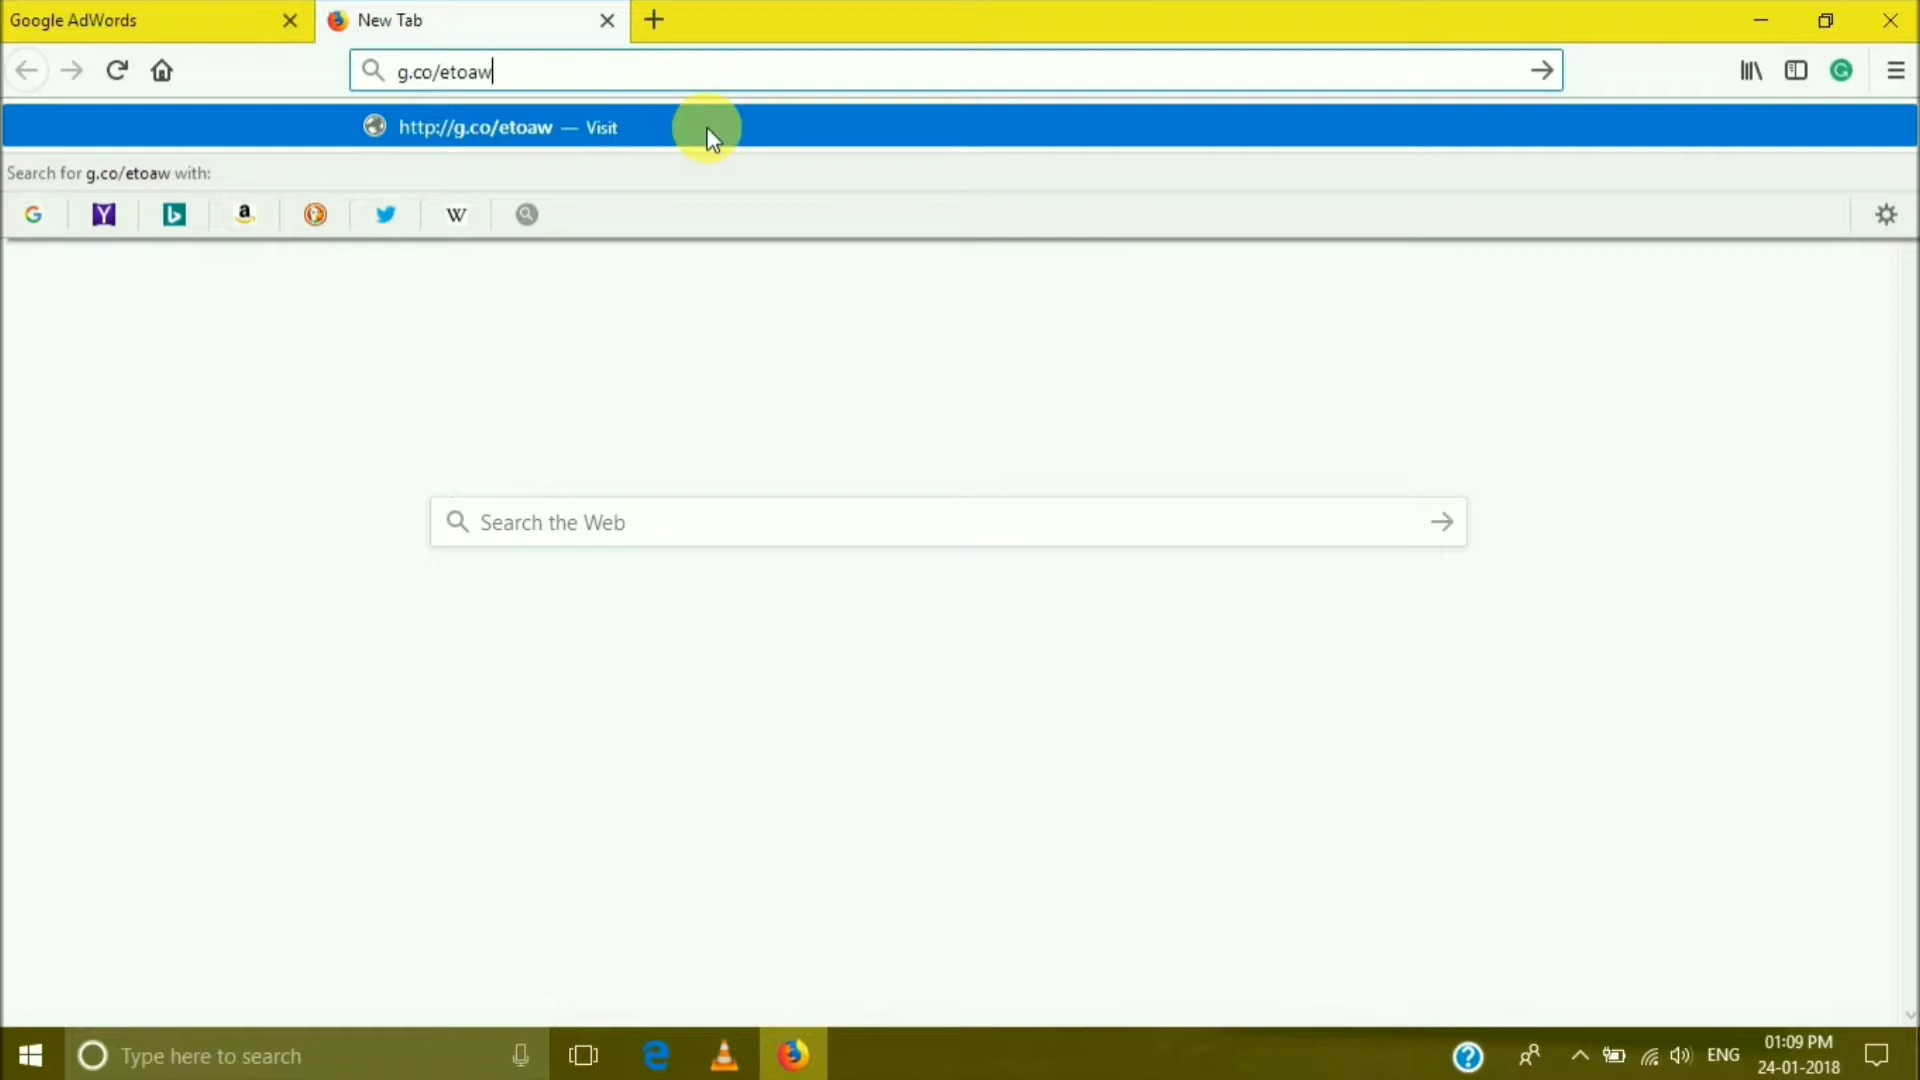 Google AdWords
New Tab
g.co/etoaw
http://g.co/etoaw — Visit
Search for g.co/etoaw with:
Search the Web
Type here to search
ENG
01:09 PM
24-01-2018